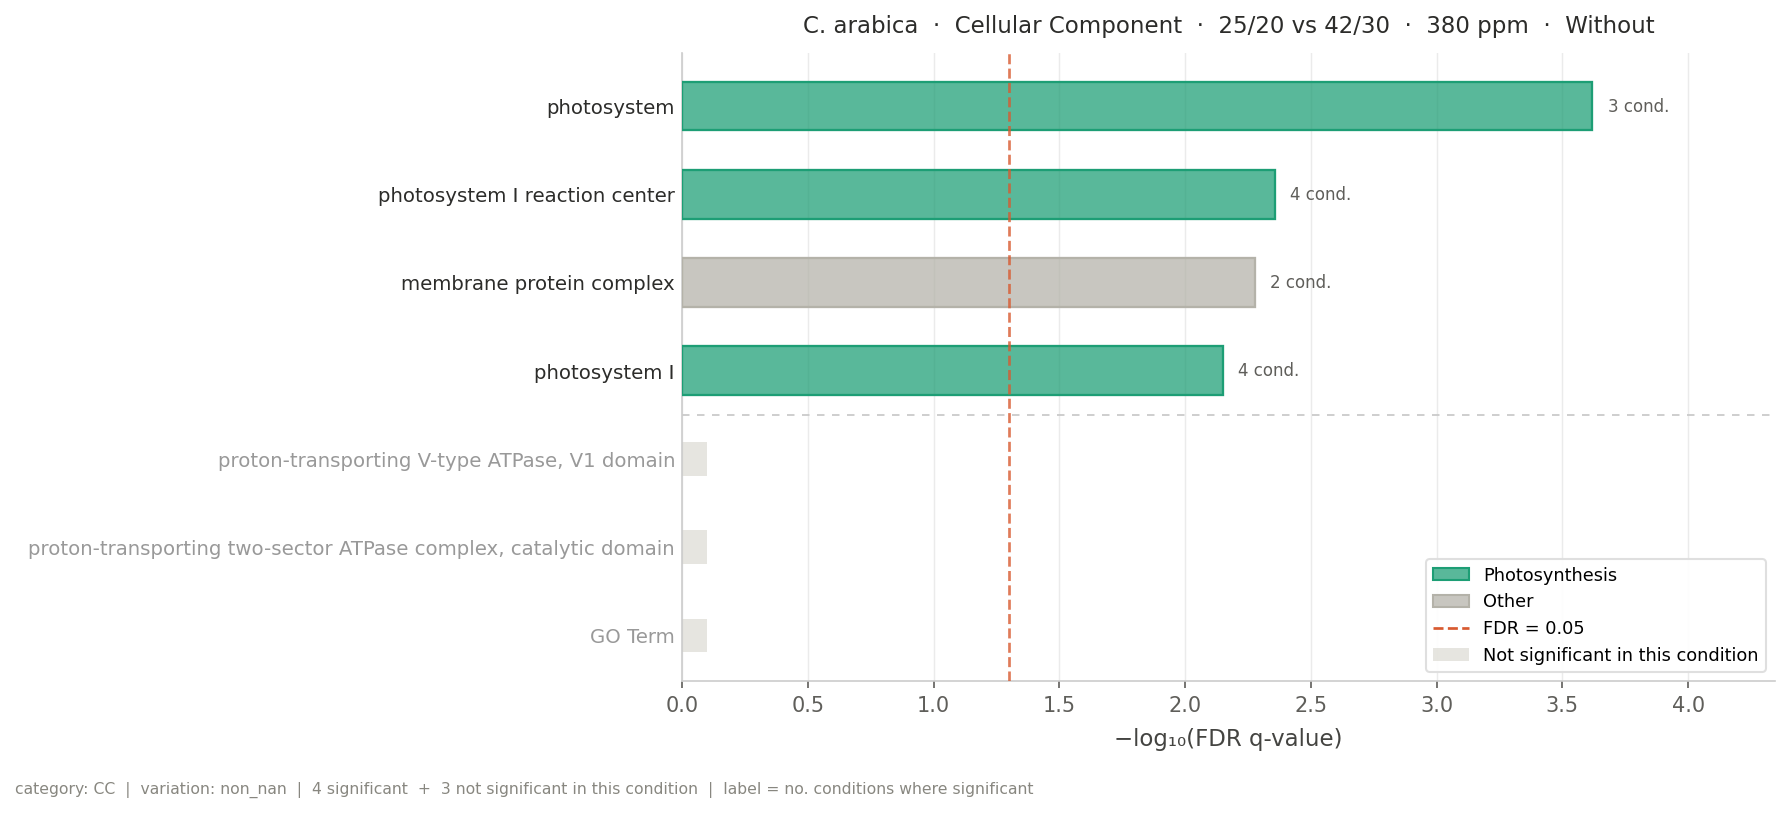 C. arabica · Cellular Component · 25/20 vs 42/30 · 380 ppm · Without
photosystem
3 cond.
photosystem I reaction center
4 cond.
membrane protein complex
2 cond.
photosystem I
4 cond.
proton-transporting V-type ATPase, V1 domain
proton-transporting two-sector ATPase complex, catalytic domain
GO Term
Photosynthesis
Other
FDR = 0.05
Not significant in this condition
0.0 0.5 1.0 1.5 2.0 2.5 3.0 3.5 4.0
−log₁₀(FDR q-value)
category: CC | variation: non_nan | 4 significant + 3 not significant in this condition | label = no. conditions where significant